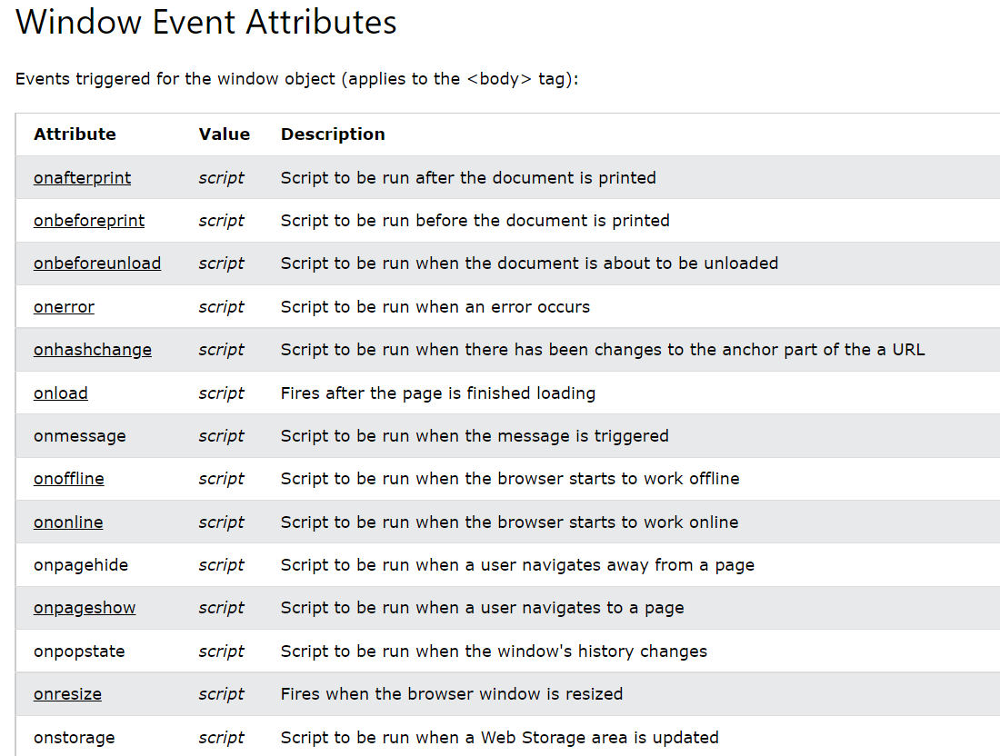 Window Event Attributes
Events triggered for the window object (applies to the <body> tag):
Attribute Value Description
onafterprint script Script to be run after the document is printed
onbeforeprint script Script to be run before the document is printed
onbeforeunload script Script to be run when the document is about to be unloaded
onerror script Script to be run when an error occurs
onhashchange script Script to be run when there has been changes to the anchor part of the a URL
onload script Fires after the page is finished loading
onmessage script Script to be run when the message is triggered
onoffline script Script to be run when the browser starts to work offline
ononline script Script to be run when the browser starts to work online
onpagehide script Script to be run when a user navigates away from a page
onpageshow script Script to be run when a user navigates to a page
onpopstate script Script to be run when the window's history changes
onresize script Fires when the browser window is resized
onstorage script Script to be run when a Web Storage area is updated